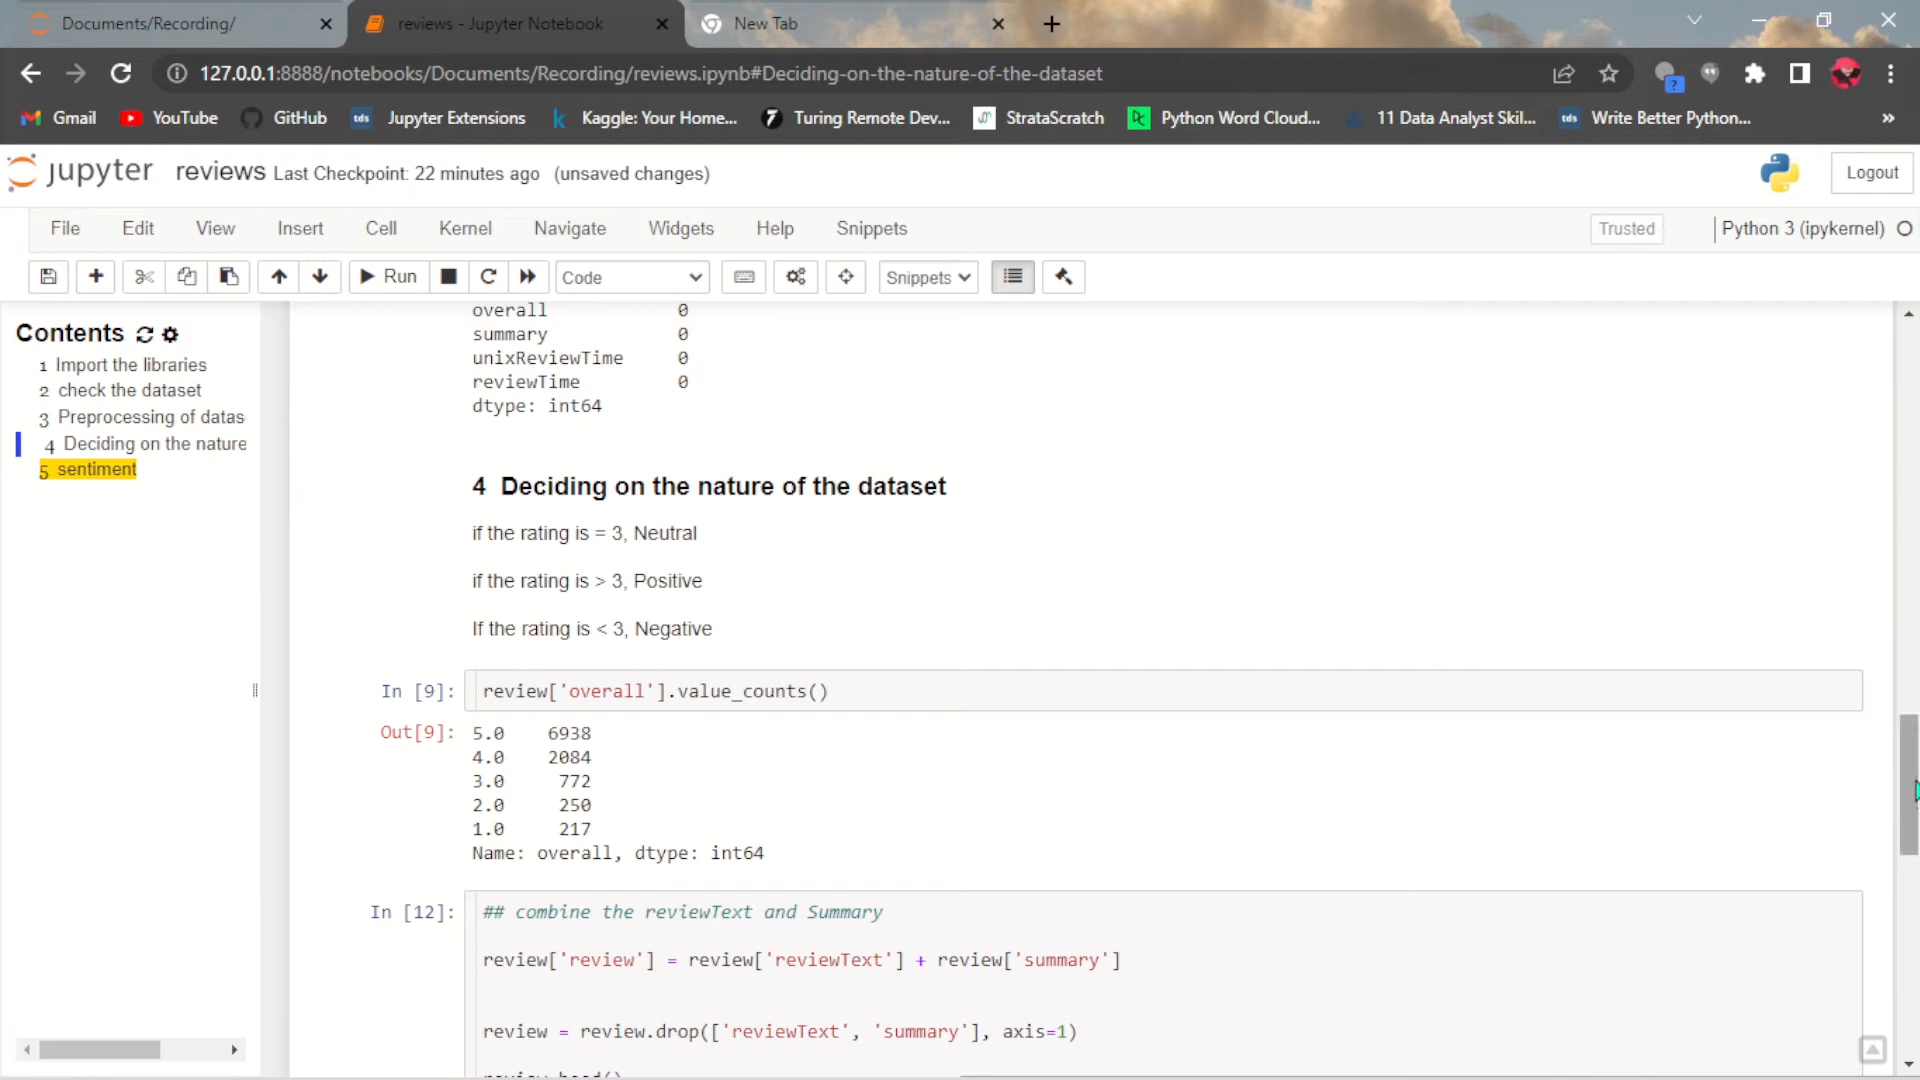 Documents/Recording/
reviews - Jupyter Notebook
New Tab
127.0.0.1:8888/notebooks/Documents/Recording/reviews.ipynb#Deciding-on-the-nature-of-the-dataset
Gmail
YouTube
GitHub
tds Jupyter Extensions
Kaggle: Your Home...
Turing Remote Dev...
StrataScratch
Python Word Cloud...
11 Data Analyst Skil...
tds Write Better Python...
jupyter reviews Last Checkpoint: 22 minutes ago (unsaved changes)
Logout
File Edit View Insert Cell Kernel Navigate Widgets Help Snippets
Trusted
Python 3 (ipykernel)
Run
Code
Snippets
Contents
1 Import the libraries
2 check the dataset
3 Preprocessing of datas
4 Deciding on the nature
5 sentiment
overall 0
summary 0
unixReviewTime 0
reviewTime 0
dtype: int64
4 Deciding on the nature of the dataset
if the rating is = 3, Neutral
if the rating is > 3, Positive
If the rating is < 3, Negative
In [9]: review['overall'].value_counts()
Out[9]: 5.0 6938
4.0 2084
3.0 772
2.0 250
1.0 217
Name: overall, dtype: int64
In [12]: ## combine the reviewText and Summary
review['review'] = review['reviewText'] + review['summary']
review = review.drop(['reviewText', 'summary'], axis=1)
review.head()